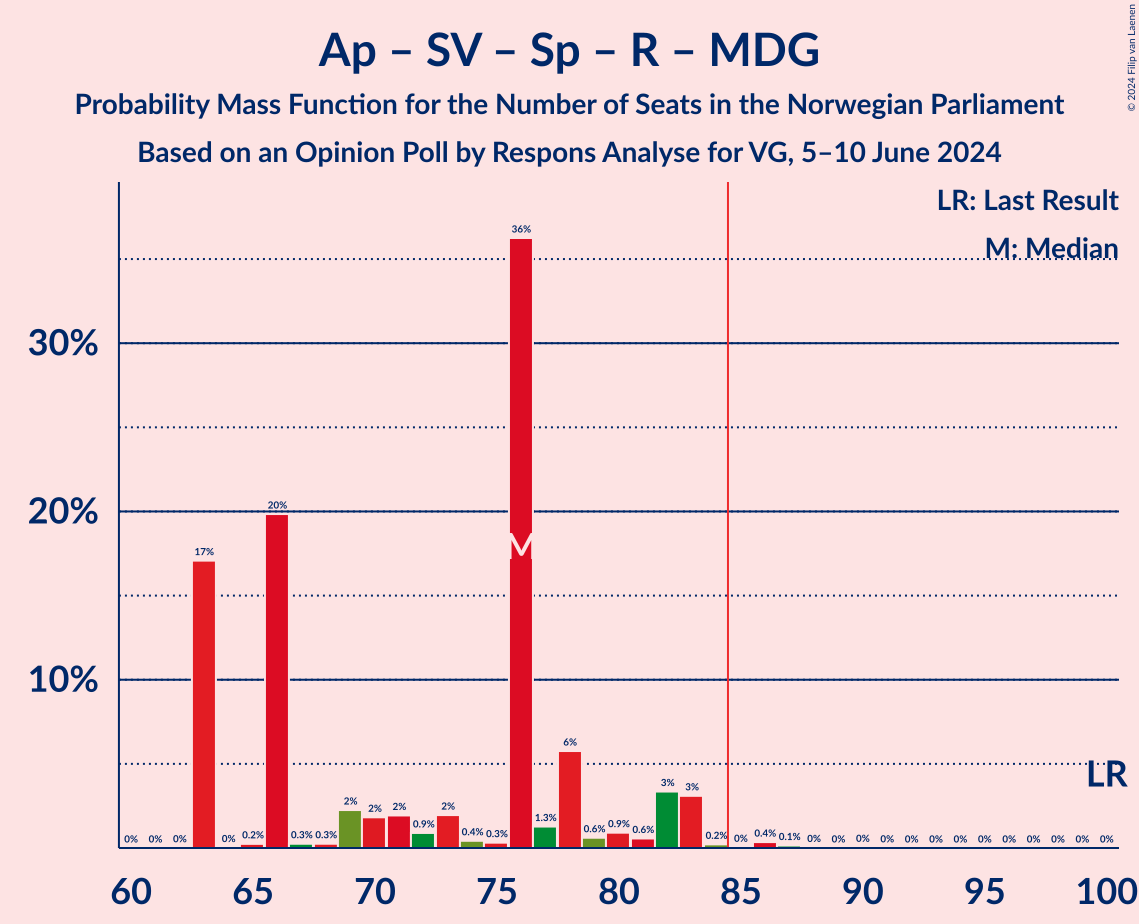 Ap – SV – Sp – R – MDG
Probability Mass Function for the Number of Seats in the Norwegian Parliament
Based on an Opinion Poll by Respons Analyse for VG, 5–10 June 2024
© 2024 Filip van Laenen
LR: Last Result
M: Median
30%
20%
10%
0% 0% 0% 17% 0% 0.2% 20% 0.3% 0.3% 2% 2% 2% 0.9% 2% 0.4% 0.3% 36% 1.3% 6% 0.6% 0.9% 0.6% 3% 3% 0.2% 0% 0.4% 0.1% 0% 0% 0% 0% 0% 0% 0% 0% 0% 0% 0% 0% 0%
M
LR
60 65 70 75 80 85 90 95 100